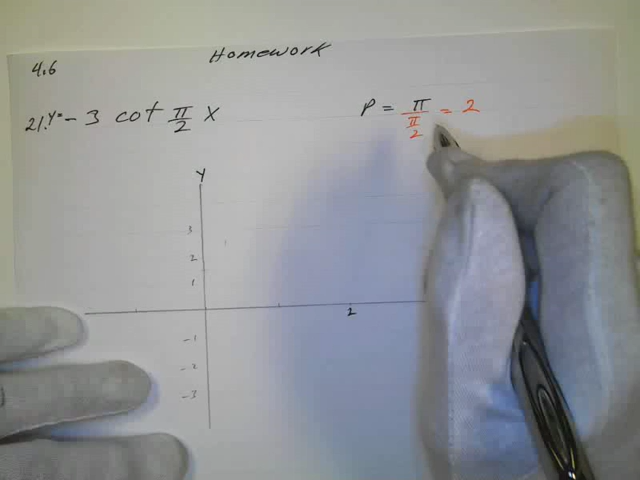 4.6 Homework
21. y = - 3 cot π/2 x
P = π/(π/2) = 2
Y
3
2
1
2
-1
-2
-3